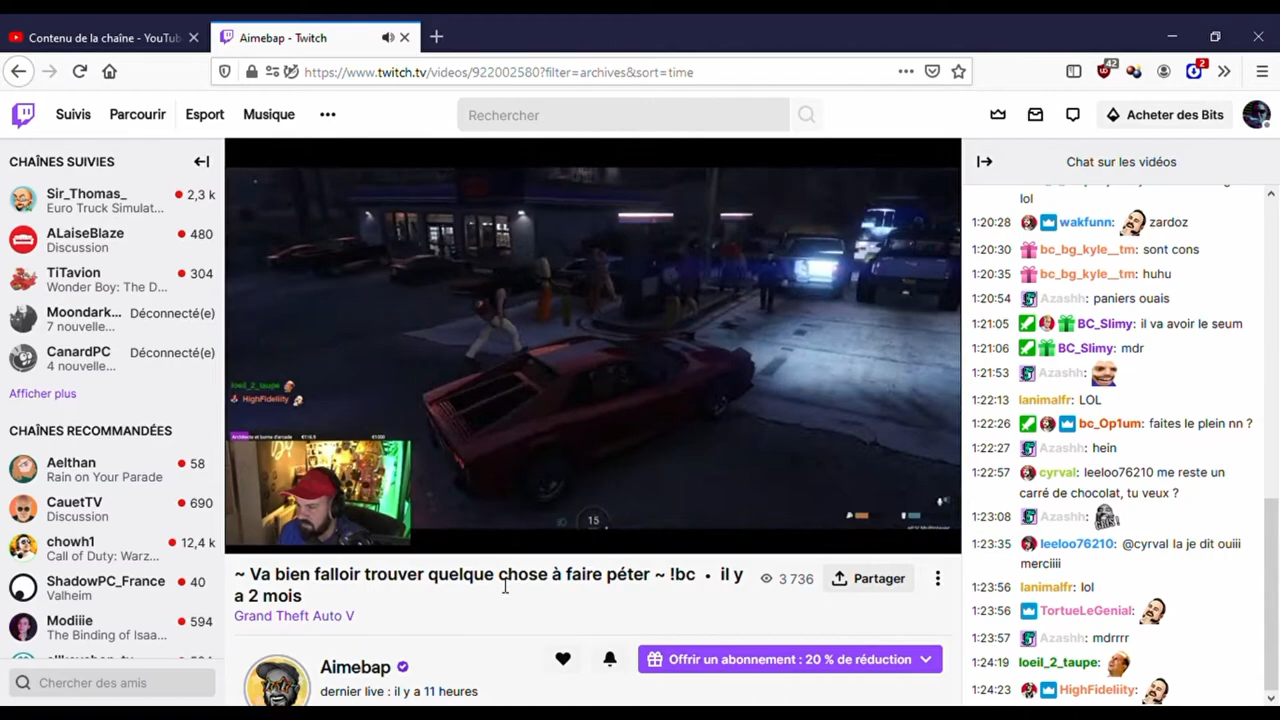 Contenu de la chaîne - YouTub
Aimebap - Twitch
https://www.twitch.tv/videos/922002580?filter=archives&sort=time
42
2
Suivis
Parcourir
Esport
Musique
Rechercher
Acheter des Bits
CHAÎNES SUIVIES
Sir_Thomas_ 2,3 k
Euro Truck Simulat...
ALaiseBlaze 480
Discussion
TiTavion 304
Wonder Boy: The D...
Moondark... Déconnecté(e)
7 nouvelle...
CanardPC Déconnecté(e)
4 nouvelle...
Afficher plus
CHAÎNES RECOMMANDÉES
Aelthan 58
Rain on Your Parade
CauetTV 690
Discussion
chowh1 12,4 k
Call of Duty: Warz...
ShadowPC_France 40
Valheim
Modiiie 594
The Binding of Isaa...
Chercher des amis
loeil_2_taupe
HighFideliity
15
~ Va bien falloir trouver quelque chose à faire péter ~ !bc • il y
a 2 mois
Grand Theft Auto V
3 736
Partager
Aimebap
dernier live : il y a 11 heures
Offrir un abonnement : 20 % de réduction
Chat sur les vidéos
lol
1:20:28 wakfunn: zardoz
1:20:30 bc_bg_kyle__tm: sont cons
1:20:35 bc_bg_kyle__tm: huhu
1:20:54 Azashh: paniers ouais
1:21:05 BC_Slimy: il va avoir le seum
1:21:06 BC_Slimy: mdr
1:21:53 Azashh:
1:22:13 lanimalfr: LOL
1:22:26 bc_Op1um: faites le plein nn ?
1:22:27 Azashh: hein
1:22:57 cyrval: leeloo76210 me reste un
carré de chocolat, tu veux ?
1:23:08 Azashh:
1:23:35 leeloo76210: @cyrval la je dit ouiii
merciiii
1:23:56 lanimalfr: lol
1:23:56 TortueLeGenial:
1:23:57 Azashh: mdrrrr
1:24:19 loeil_2_taupe:
1:24:23 HighFideliity: